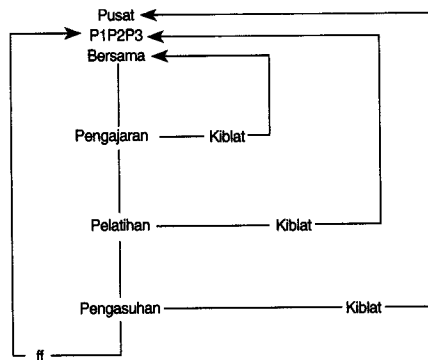 Pusat
P1P2P3
Bersama
Pengajaran Kiblat
Pelatihan Kiblat
Pengasuhan Kiblat
ff